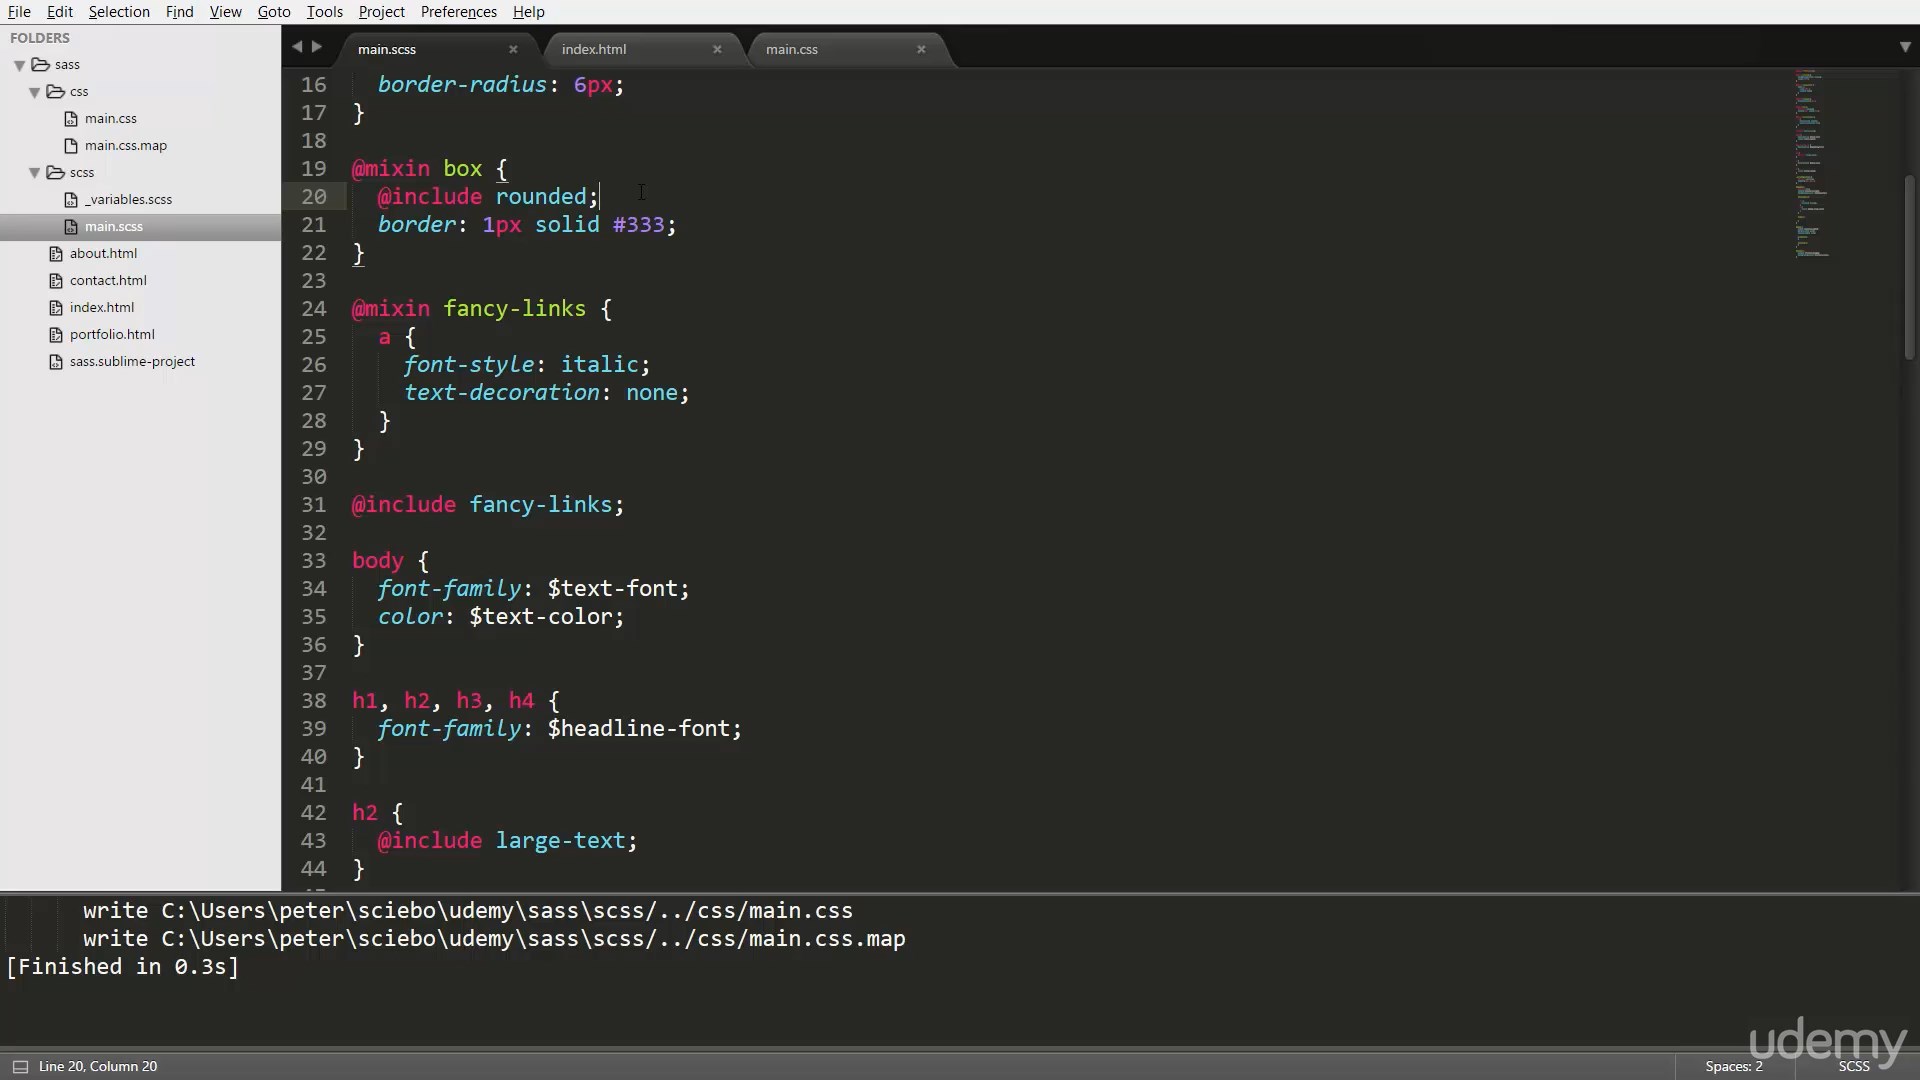 File Edit Selection Find View Goto Tools Project Preferences Help
FOLDERS
sass
css
main.css
main.css.map
scss
_variables.scss
main.scss
about.html
contact.html
index.html
portfolio.html
sass.sublime-project
main.scss × index.html × main.css ×
16 border-radius: 6px;
17 }
18
19 @mixin box {
20 @include rounded;
21 border: 1px solid #333;
22 }
23
24 @mixin fancy-links {
25 a {
26 font-style: italic;
27 text-decoration: none;
28 }
29 }
30
31 @include fancy-links;
32
33 body {
34 font-family: $text-font;
35 color: $text-color;
36 }
37
38 h1, h2, h3, h4 {
39 font-family: $headline-font;
40 }
41
42 h2 {
43 @include large-text;
44 }
write C:\Users\peter\sciebo\udemy\sass\scss/../css/main.css
write C:\Users\peter\sciebo\udemy\sass\scss/../css/main.css.map
[Finished in 0.3s]
udemy
Line 20, Column 20
Spaces: 2
SCSS